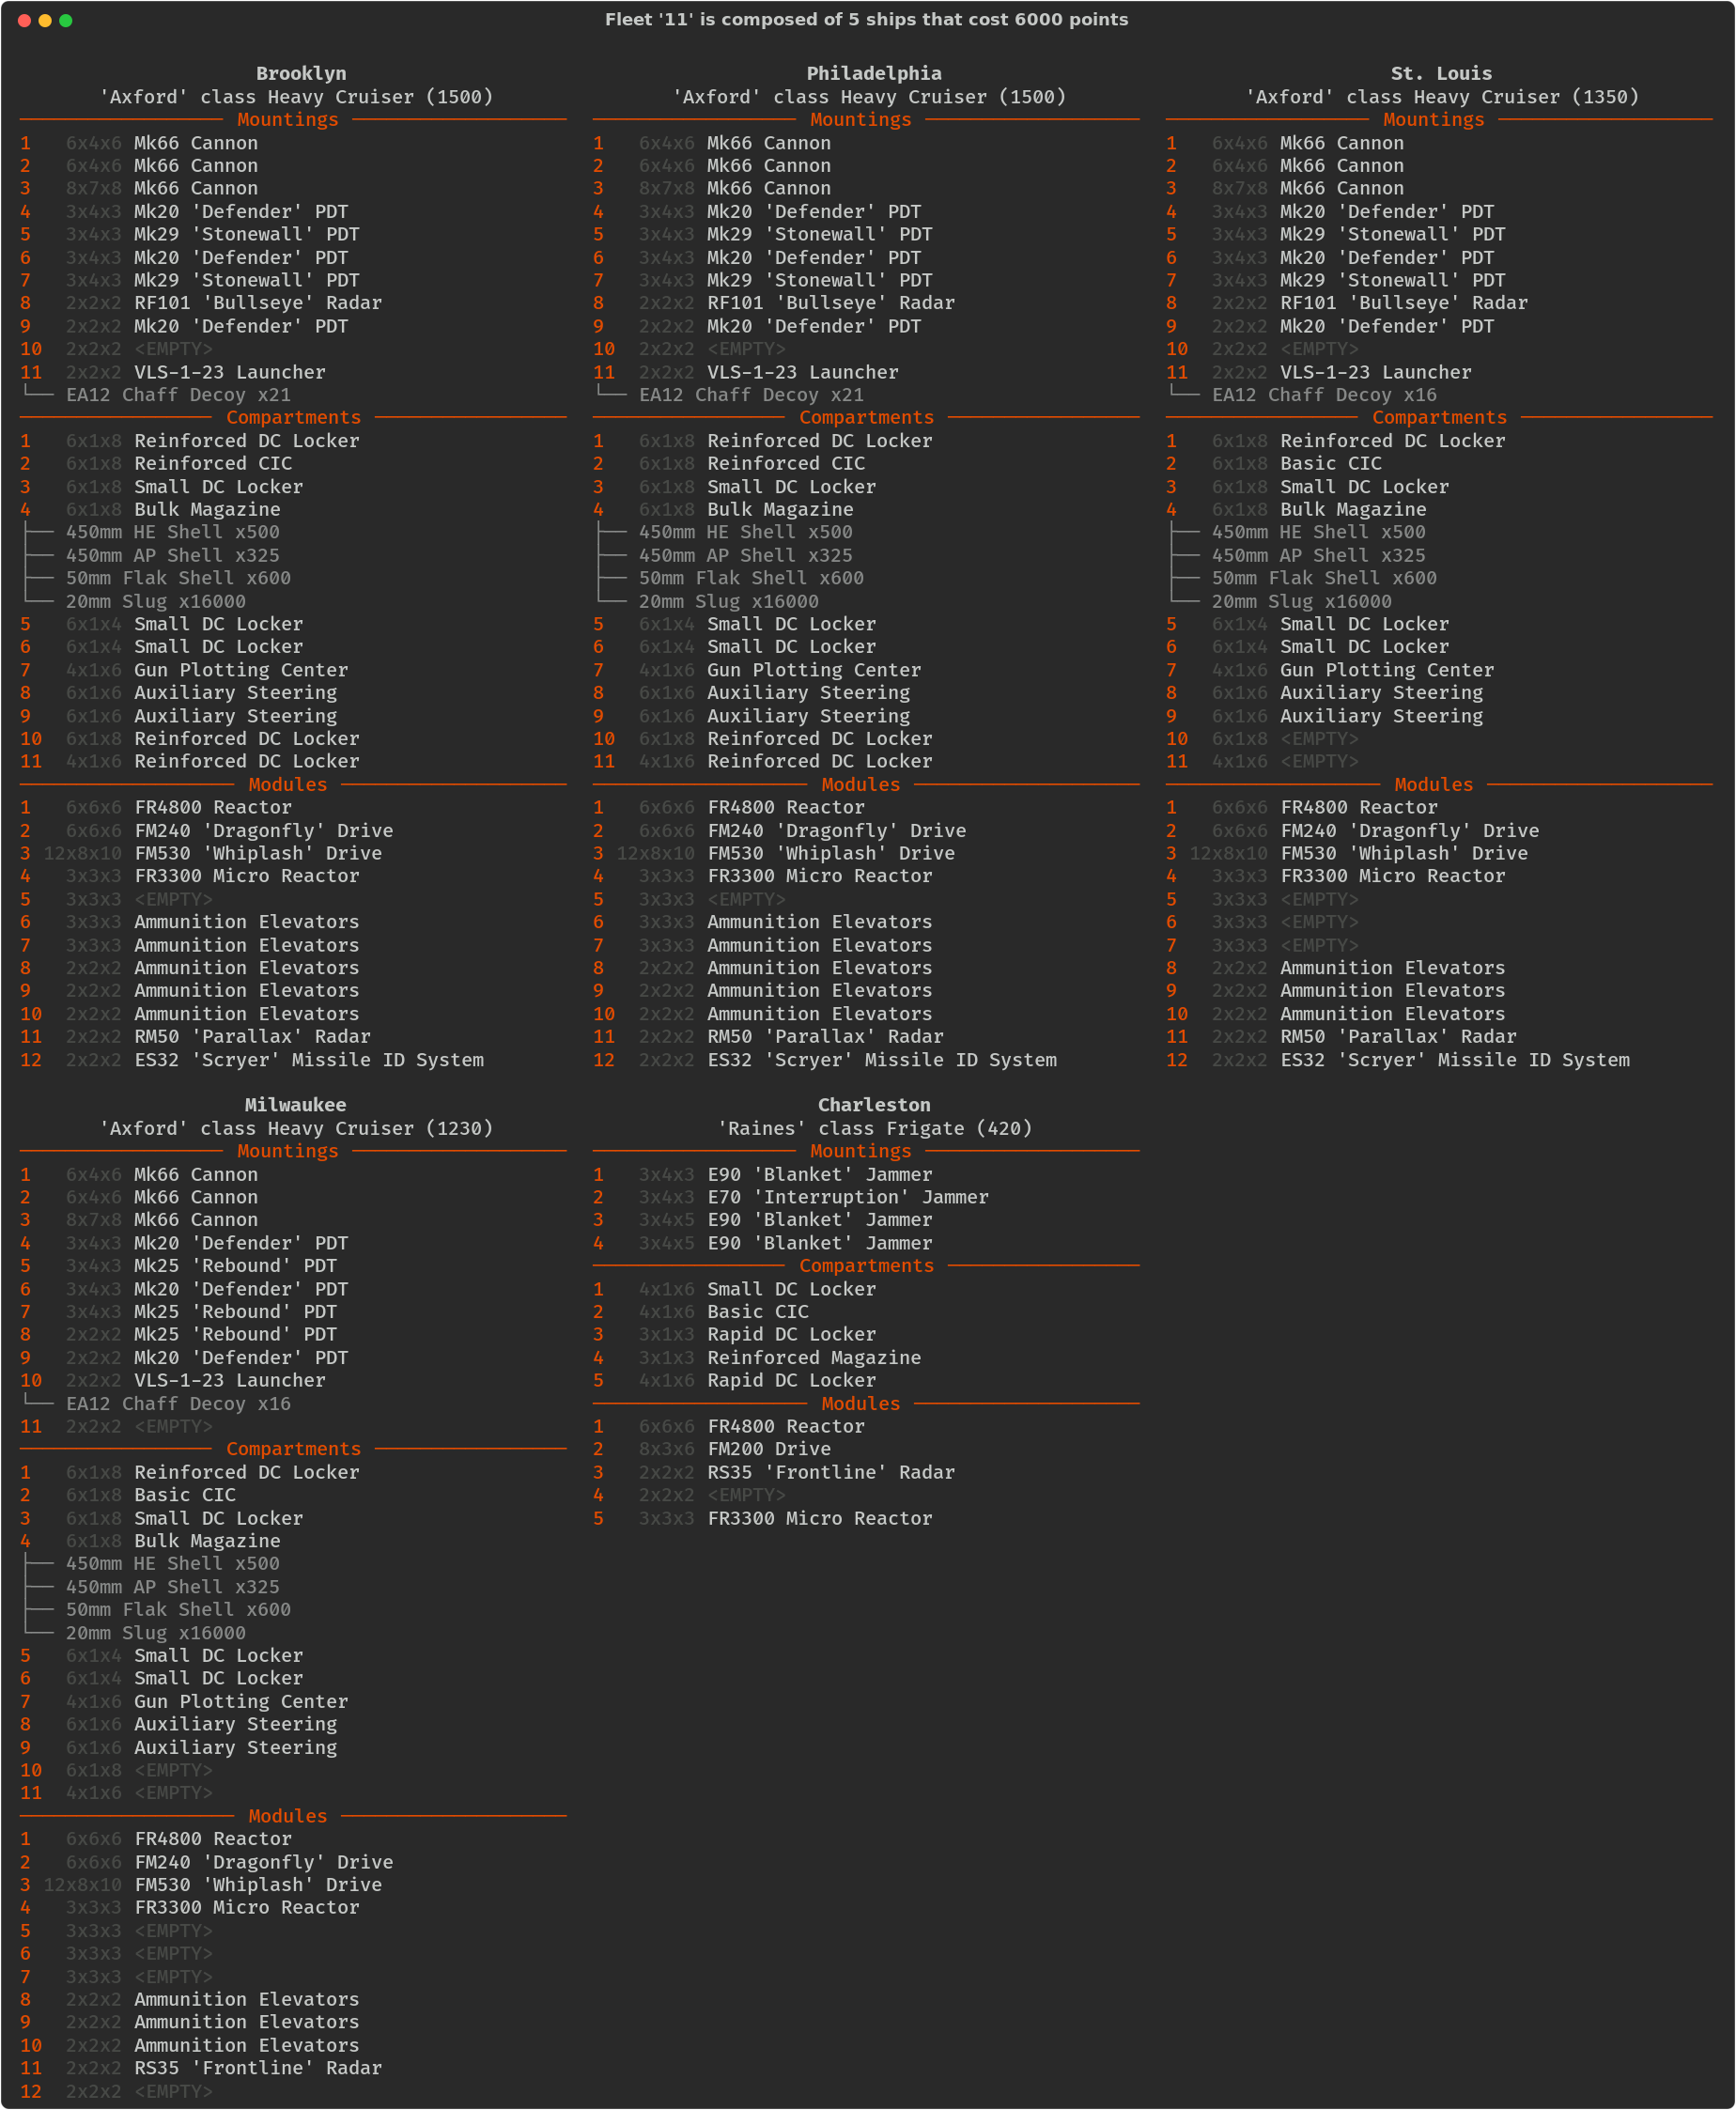 Fleet '11' is composed of 5 ships that cost 6000 points
Brooklyn
'Axford' class Heavy Cruiser (1500)
Mountings
1 6x4x6 Mk66 Cannon
2 6x4x6 Mk66 Cannon
3 8x7x8 Mk66 Cannon
4 3x4x3 Mk20 'Defender' PDT
5 3x4x3 Mk29 'Stonewall' PDT
6 3x4x3 Mk20 'Defender' PDT
7 3x4x3 Mk29 'Stonewall' PDT
8 2x2x2 RF101 'Bullseye' Radar
9 2x2x2 Mk20 'Defender' PDT
10 2x2x2 <EMPTY>
11 2x2x2 VLS-1-23 Launcher
└── EA12 Chaff Decoy x21
Compartments
1 6x1x8 Reinforced DC Locker
2 6x1x8 Reinforced CIC
3 6x1x8 Small DC Locker
4 6x1x8 Bulk Magazine
├── 450mm HE Shell x500
├── 450mm AP Shell x325
├── 50mm Flak Shell x600
└── 20mm Slug x16000
5 6x1x4 Small DC Locker
6 6x1x4 Small DC Locker
7 4x1x6 Gun Plotting Center
8 6x1x6 Auxiliary Steering
9 6x1x6 Auxiliary Steering
10 6x1x8 Reinforced DC Locker
11 4x1x6 Reinforced DC Locker
Modules
1 6x6x6 FR4800 Reactor
2 6x6x6 FM240 'Dragonfly' Drive
3 12x8x10 FM530 'Whiplash' Drive
4 3x3x3 FR3300 Micro Reactor
5 3x3x3 <EMPTY>
6 3x3x3 Ammunition Elevators
7 3x3x3 Ammunition Elevators
8 2x2x2 Ammunition Elevators
9 2x2x2 Ammunition Elevators
10 2x2x2 Ammunition Elevators
11 2x2x2 RM50 'Parallax' Radar
12 2x2x2 ES32 'Scryer' Missile ID System
Philadelphia
'Axford' class Heavy Cruiser (1500)
Mountings
1 6x4x6 Mk66 Cannon
2 6x4x6 Mk66 Cannon
3 8x7x8 Mk66 Cannon
4 3x4x3 Mk20 'Defender' PDT
5 3x4x3 Mk29 'Stonewall' PDT
6 3x4x3 Mk20 'Defender' PDT
7 3x4x3 Mk29 'Stonewall' PDT
8 2x2x2 RF101 'Bullseye' Radar
9 2x2x2 Mk20 'Defender' PDT
10 2x2x2 <EMPTY>
11 2x2x2 VLS-1-23 Launcher
└── EA12 Chaff Decoy x21
Compartments
1 6x1x8 Reinforced DC Locker
2 6x1x8 Reinforced CIC
3 6x1x8 Small DC Locker
4 6x1x8 Bulk Magazine
├── 450mm HE Shell x500
├── 450mm AP Shell x325
├── 50mm Flak Shell x600
└── 20mm Slug x16000
5 6x1x4 Small DC Locker
6 6x1x4 Small DC Locker
7 4x1x6 Gun Plotting Center
8 6x1x6 Auxiliary Steering
9 6x1x6 Auxiliary Steering
10 6x1x8 Reinforced DC Locker
11 4x1x6 Reinforced DC Locker
Modules
1 6x6x6 FR4800 Reactor
2 6x6x6 FM240 'Dragonfly' Drive
3 12x8x10 FM530 'Whiplash' Drive
4 3x3x3 FR3300 Micro Reactor
5 3x3x3 <EMPTY>
6 3x3x3 Ammunition Elevators
7 3x3x3 Ammunition Elevators
8 2x2x2 Ammunition Elevators
9 2x2x2 Ammunition Elevators
10 2x2x2 Ammunition Elevators
11 2x2x2 RM50 'Parallax' Radar
12 2x2x2 ES32 'Scryer' Missile ID System
St. Louis
'Axford' class Heavy Cruiser (1350)
Mountings
1 6x4x6 Mk66 Cannon
2 6x4x6 Mk66 Cannon
3 8x7x8 Mk66 Cannon
4 3x4x3 Mk20 'Defender' PDT
5 3x4x3 Mk29 'Stonewall' PDT
6 3x4x3 Mk20 'Defender' PDT
7 3x4x3 Mk29 'Stonewall' PDT
8 2x2x2 RF101 'Bullseye' Radar
9 2x2x2 Mk20 'Defender' PDT
10 2x2x2 <EMPTY>
11 2x2x2 VLS-1-23 Launcher
└── EA12 Chaff Decoy x16
Compartments
1 6x1x8 Reinforced DC Locker
2 6x1x8 Basic CIC
3 6x1x8 Small DC Locker
4 6x1x8 Bulk Magazine
├── 450mm HE Shell x500
├── 450mm AP Shell x325
├── 50mm Flak Shell x600
└── 20mm Slug x16000
5 6x1x4 Small DC Locker
6 6x1x4 Small DC Locker
7 4x1x6 Gun Plotting Center
8 6x1x6 Auxiliary Steering
9 6x1x6 Auxiliary Steering
10 6x1x8 <EMPTY>
11 4x1x6 <EMPTY>
Modules
1 6x6x6 FR4800 Reactor
2 6x6x6 FM240 'Dragonfly' Drive
3 12x8x10 FM530 'Whiplash' Drive
4 3x3x3 FR3300 Micro Reactor
5 3x3x3 <EMPTY>
6 3x3x3 <EMPTY>
7 3x3x3 <EMPTY>
8 2x2x2 Ammunition Elevators
9 2x2x2 Ammunition Elevators
10 2x2x2 Ammunition Elevators
11 2x2x2 RM50 'Parallax' Radar
12 2x2x2 ES32 'Scryer' Missile ID System
Milwaukee
'Axford' class Heavy Cruiser (1230)
Mountings
1 6x4x6 Mk66 Cannon
2 6x4x6 Mk66 Cannon
3 8x7x8 Mk66 Cannon
4 3x4x3 Mk20 'Defender' PDT
5 3x4x3 Mk25 'Rebound' PDT
6 3x4x3 Mk20 'Defender' PDT
7 3x4x3 Mk25 'Rebound' PDT
8 2x2x2 Mk25 'Rebound' PDT
9 2x2x2 Mk20 'Defender' PDT
10 2x2x2 VLS-1-23 Launcher
└── EA12 Chaff Decoy x16
11 2x2x2 <EMPTY>
Compartments
1 6x1x8 Reinforced DC Locker
2 6x1x8 Basic CIC
3 6x1x8 Small DC Locker
4 6x1x8 Bulk Magazine
├── 450mm HE Shell x500
├── 450mm AP Shell x325
├── 50mm Flak Shell x600
└── 20mm Slug x16000
5 6x1x4 Small DC Locker
6 6x1x4 Small DC Locker
7 4x1x6 Gun Plotting Center
8 6x1x6 Auxiliary Steering
9 6x1x6 Auxiliary Steering
10 6x1x8 <EMPTY>
11 4x1x6 <EMPTY>
Modules
1 6x6x6 FR4800 Reactor
2 6x6x6 FM240 'Dragonfly' Drive
3 12x8x10 FM530 'Whiplash' Drive
4 3x3x3 FR3300 Micro Reactor
5 3x3x3 <EMPTY>
6 3x3x3 <EMPTY>
7 3x3x3 <EMPTY>
8 2x2x2 Ammunition Elevators
9 2x2x2 Ammunition Elevators
10 2x2x2 Ammunition Elevators
11 2x2x2 RS35 'Frontline' Radar
12 2x2x2 <EMPTY>
Charleston
'Raines' class Frigate (420)
Mountings
1 3x4x3 E90 'Blanket' Jammer
2 3x4x3 E70 'Interruption' Jammer
3 3x4x5 E90 'Blanket' Jammer
4 3x4x5 E90 'Blanket' Jammer
Compartments
1 4x1x6 Small DC Locker
2 4x1x6 Basic CIC
3 3x1x3 Rapid DC Locker
4 3x1x3 Reinforced Magazine
5 4x1x6 Rapid DC Locker
Modules
1 6x6x6 FR4800 Reactor
2 8x3x6 FM200 Drive
3 2x2x2 RS35 'Frontline' Radar
4 2x2x2 <EMPTY>
5 3x3x3 FR3300 Micro Reactor